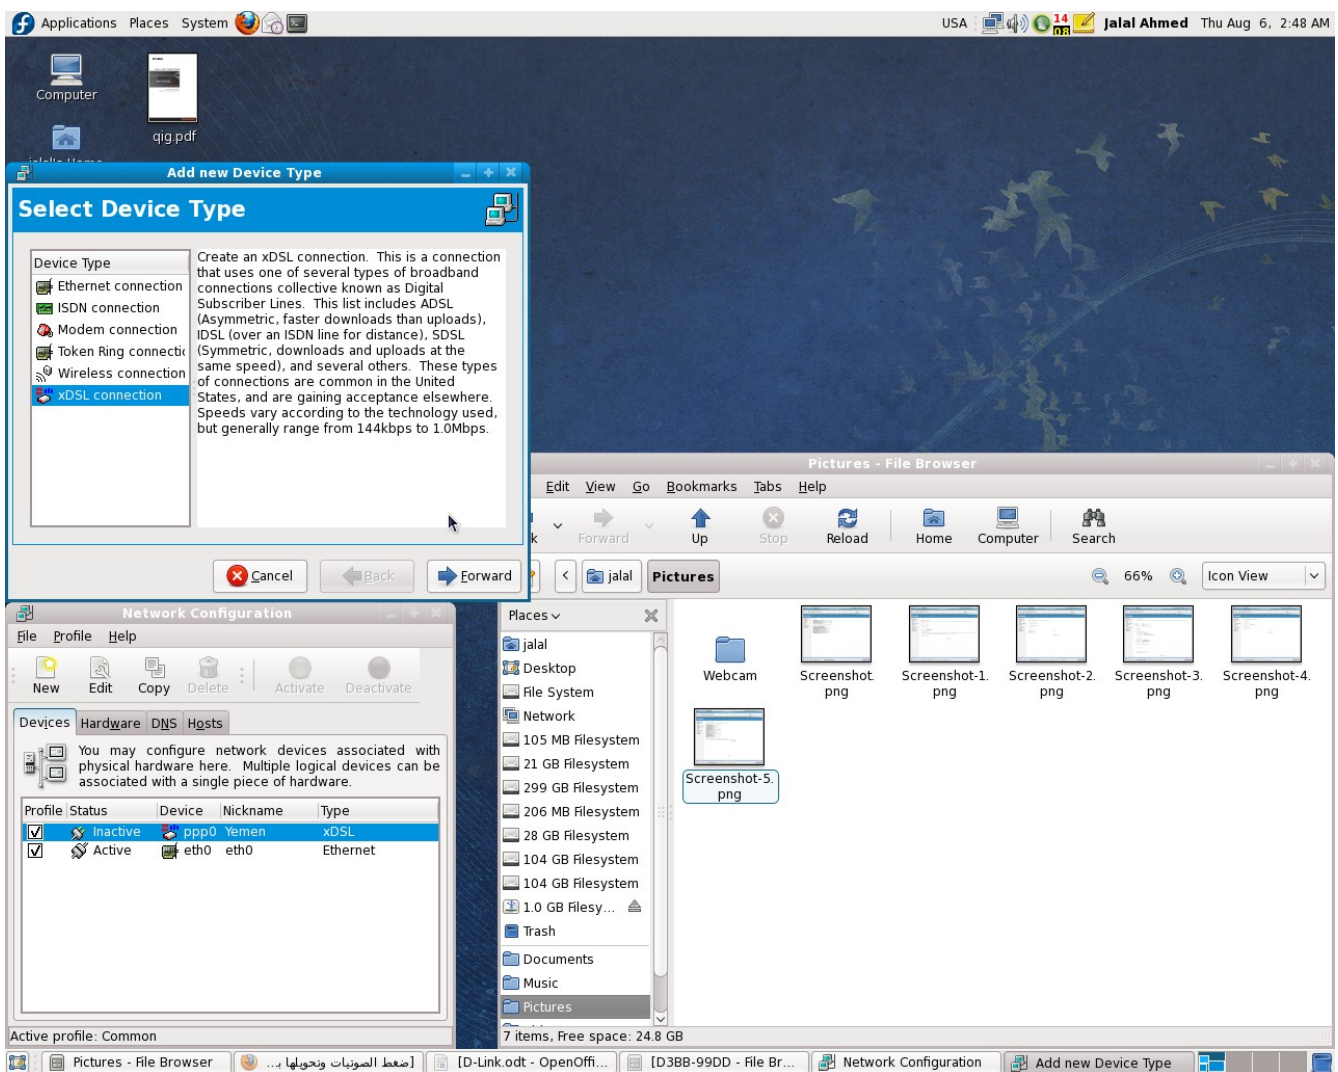 Applications Places System
USA
14
08
Jalal Ahmed Thu Aug 6, 2:48 AM
Computer
qig.pdf
Add new Device Type
Select Device Type
Device Type
Ethernet connection
ISDN connection
Modem connection
Token Ring connectic
Wireless connection
xDSL connection
Create an xDSL connection. This is a connection
that uses one of several types of broadband
connections collective known as Digital
Subscriber Lines. This list includes ADSL
(Asymmetric, faster downloads than uploads),
IDSL (over an ISDN line for distance), SDSL
(Symmetric, downloads and uploads at the
same speed), and several others. These types
of connections are common in the United
States, and are gaining acceptance elsewhere.
Speeds vary according to the technology used,
but generally range from 144kbps to 1.0Mbps.
Cancel Back Forward
Pictures - File Browser
Edit View Go Bookmarks Tabs Help
k Forward Up Stop Reload Home Computer Search
jalal Pictures 66% Icon View
Places
jalal
Desktop
File System
Network
105 MB Filesystem
21 GB Filesystem
299 GB Filesystem
206 MB Filesystem
28 GB Filesystem
104 GB Filesystem
104 GB Filesystem
1.0 GB Filesy...
Trash
Documents
Music
Pictures
Webcam
Screenshot.
png
Screenshot-1.
png
Screenshot-2.
png
Screenshot-3.
png
Screenshot-4.
png
Screenshot-5.
png
7 items, Free space: 24.8 GB
Network Configuration
File Profile Help
New Edit Copy Delete Activate Deactivate
Devices Hardware DNS Hosts
You may configure network devices associated with
physical hardware here. Multiple logical devices can be
associated with a single piece of hardware.
Profile Status Device Nickname Type
Inactive ppp0 Yemen xDSL
Active eth0 eth0 Ethernet
Active profile: Common
Pictures - File Browser
[ضغط الصوتيات وتحويلها ب...
[D-Link.odt - OpenOffi...
[D3BB-99DD - File Br...
Network Configuration
Add new Device Type